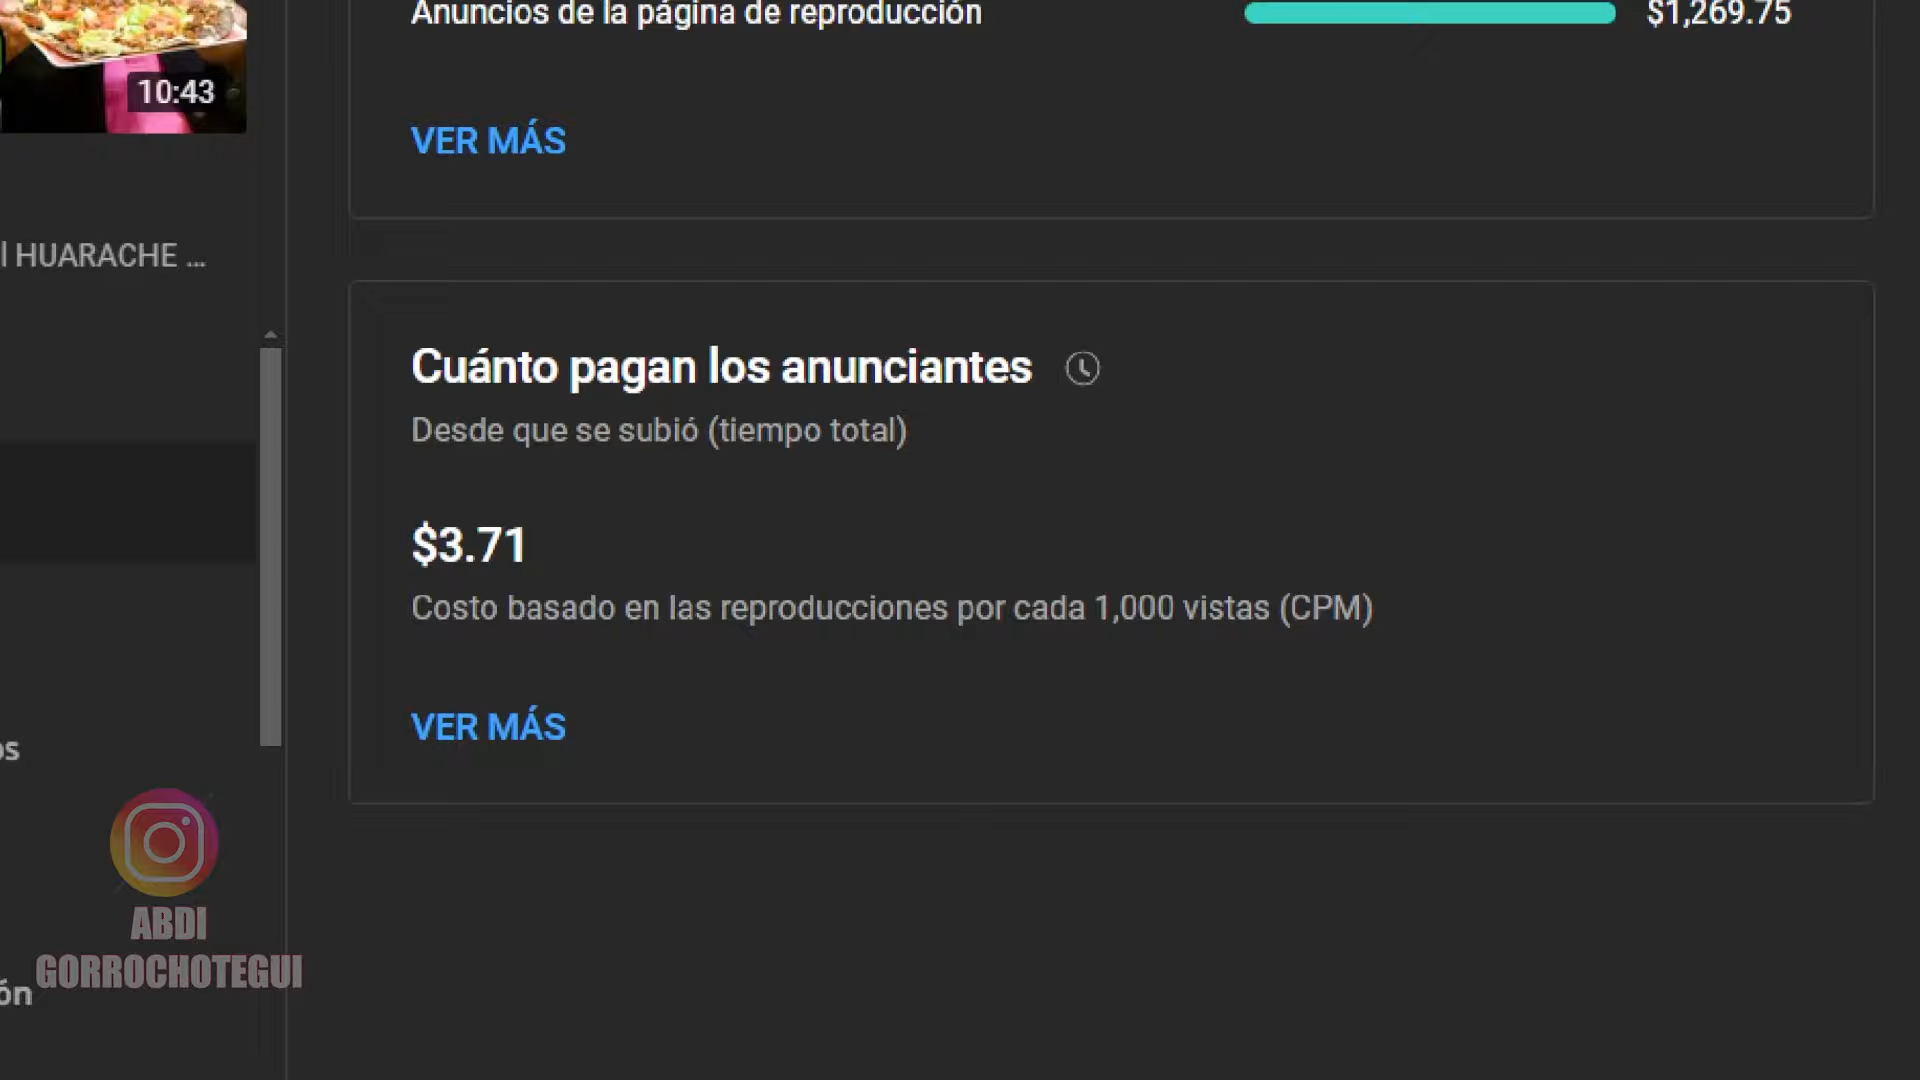 Anuncios de la página de reproducción
$1,269.75
10:43
VER MÁS
l HUARACHE ...
Cuánto pagan los anunciantes
Desde que se subió (tiempo total)
$3.71
Costo basado en las reproducciones por cada 1,000 vistas (CPM)
VER MÁS
os
ABDI
GORROCHOTEGUI
ón